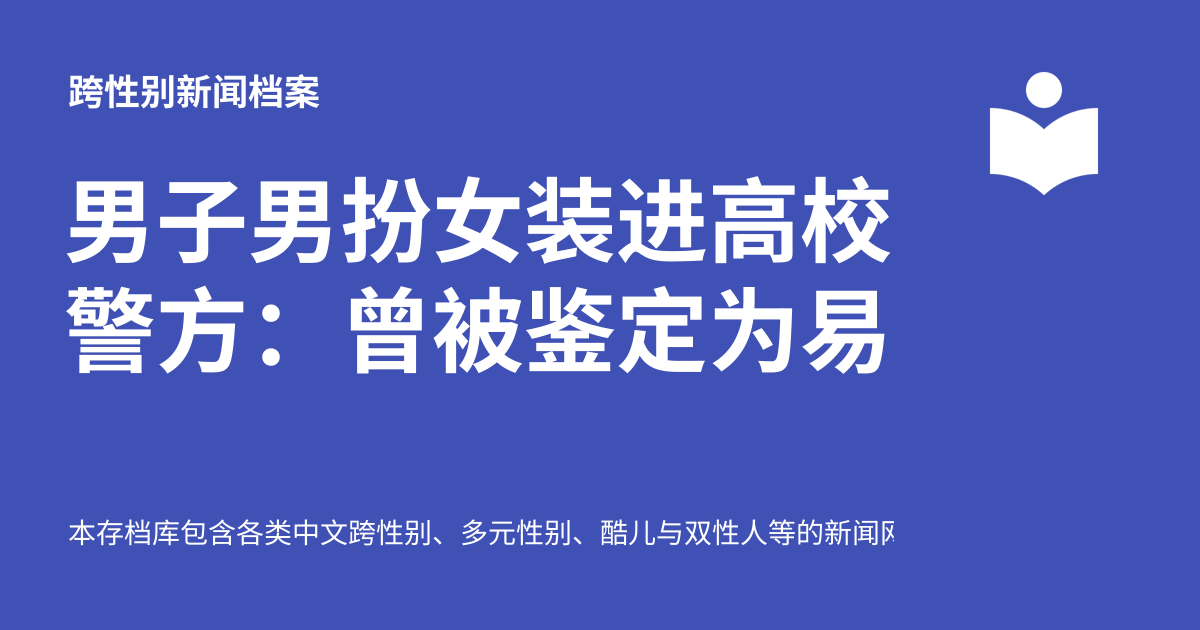 跨性别新闻档案
男子男扮女装进高校
警方：曾被鉴定为易
本存档库包含各类中文跨性别、多元性别、酷儿与双性人等的新闻